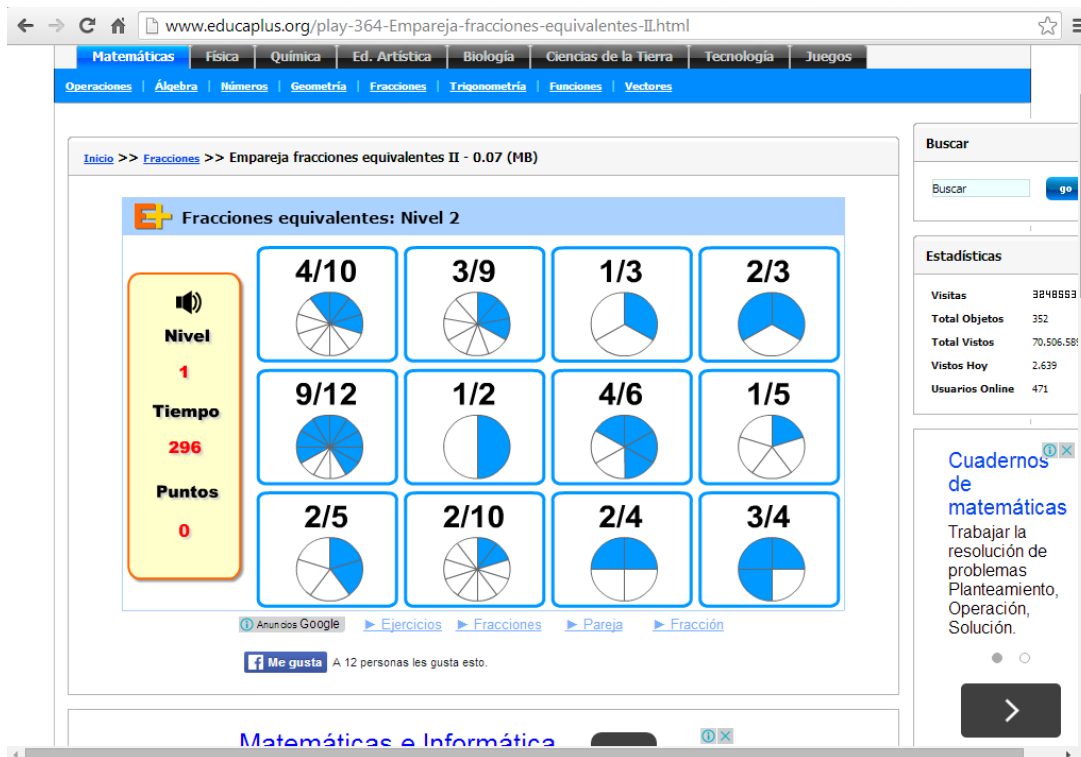 www.educaplus.org/play-364-Empareja-fracciones-equivalentes-II.html
Matemáticas Física Química Ed. Artística Biología Ciencias de la Tierra Tecnología Juegos
Operaciones | Álgebra | Números | Geometría | Fracciones | Trigonometría | Funciones | Vectores
Inicio >> Fracciones >> Empareja fracciones equivalentes II - 0.07 (MB)
E+ Fracciones equivalentes: Nivel 2
Nivel
1
Tiempo
296
Puntos
0
4/10 3/9 1/3 2/3
9/12 1/2 4/6 1/5
2/5 2/10 2/4 3/4
Anuncios Google ► Ejercicios ► Fracciones ► Pareja ► Fracción
Me gusta A 12 personas les gusta esto.
Matemáticas e Informática
Buscar
Buscar go
Estadísticas
Visitas 3248553
Total Objetos 352
Total Vistos 70.506.589
Vistos Hoy 2.639
Usuarios Online 471
Cuadernos
de
matemáticas
Trabajar la
resolución de
problemas
Planteamiento,
Operación,
Solución.